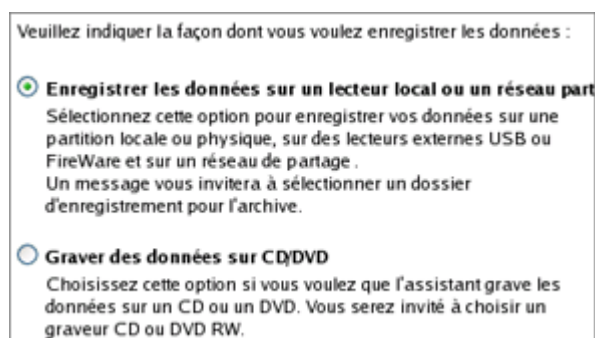 Veuillez indiquer la façon dont vous voulez enregistrer les données :
Enregistrer les données sur un lecteur local ou un réseau part
Sélectionnez cette option pour enregistrer vos données sur une
partition locale ou physique, sur des lecteurs externes USB ou
FireWare et sur un réseau de partage .
Un message vous invitera à sélectionner un dossier
d'enregistrement pour l'archive.
Graver des données sur CD/DVD
Choisissez cette option si vous voulez que l'assistant grave les
données sur un CD ou un DVD. Vous serez invité à choisir un
graveur CD ou DVD RW.